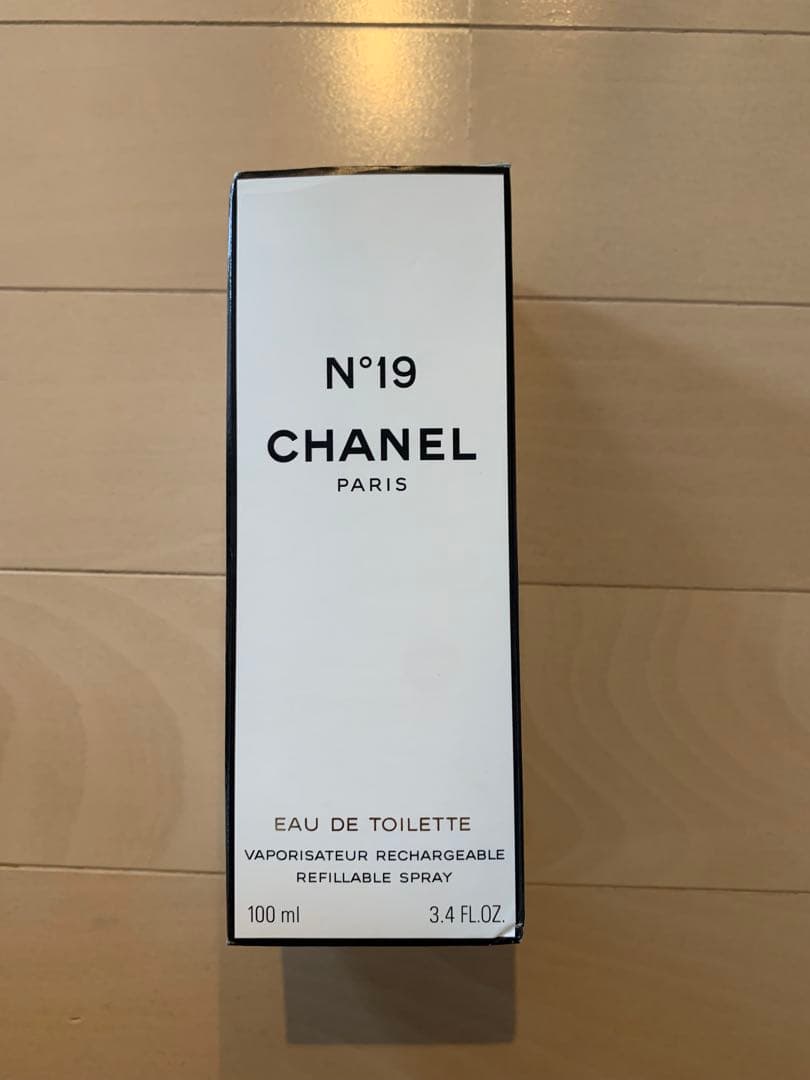 N°19
CHANEL
PARIS
EAU DE TOILETTE
VAPORISATEUR RECHARGEABLE
REFILLABLE SPRAY
100 ml 3.4 FL.OZ.